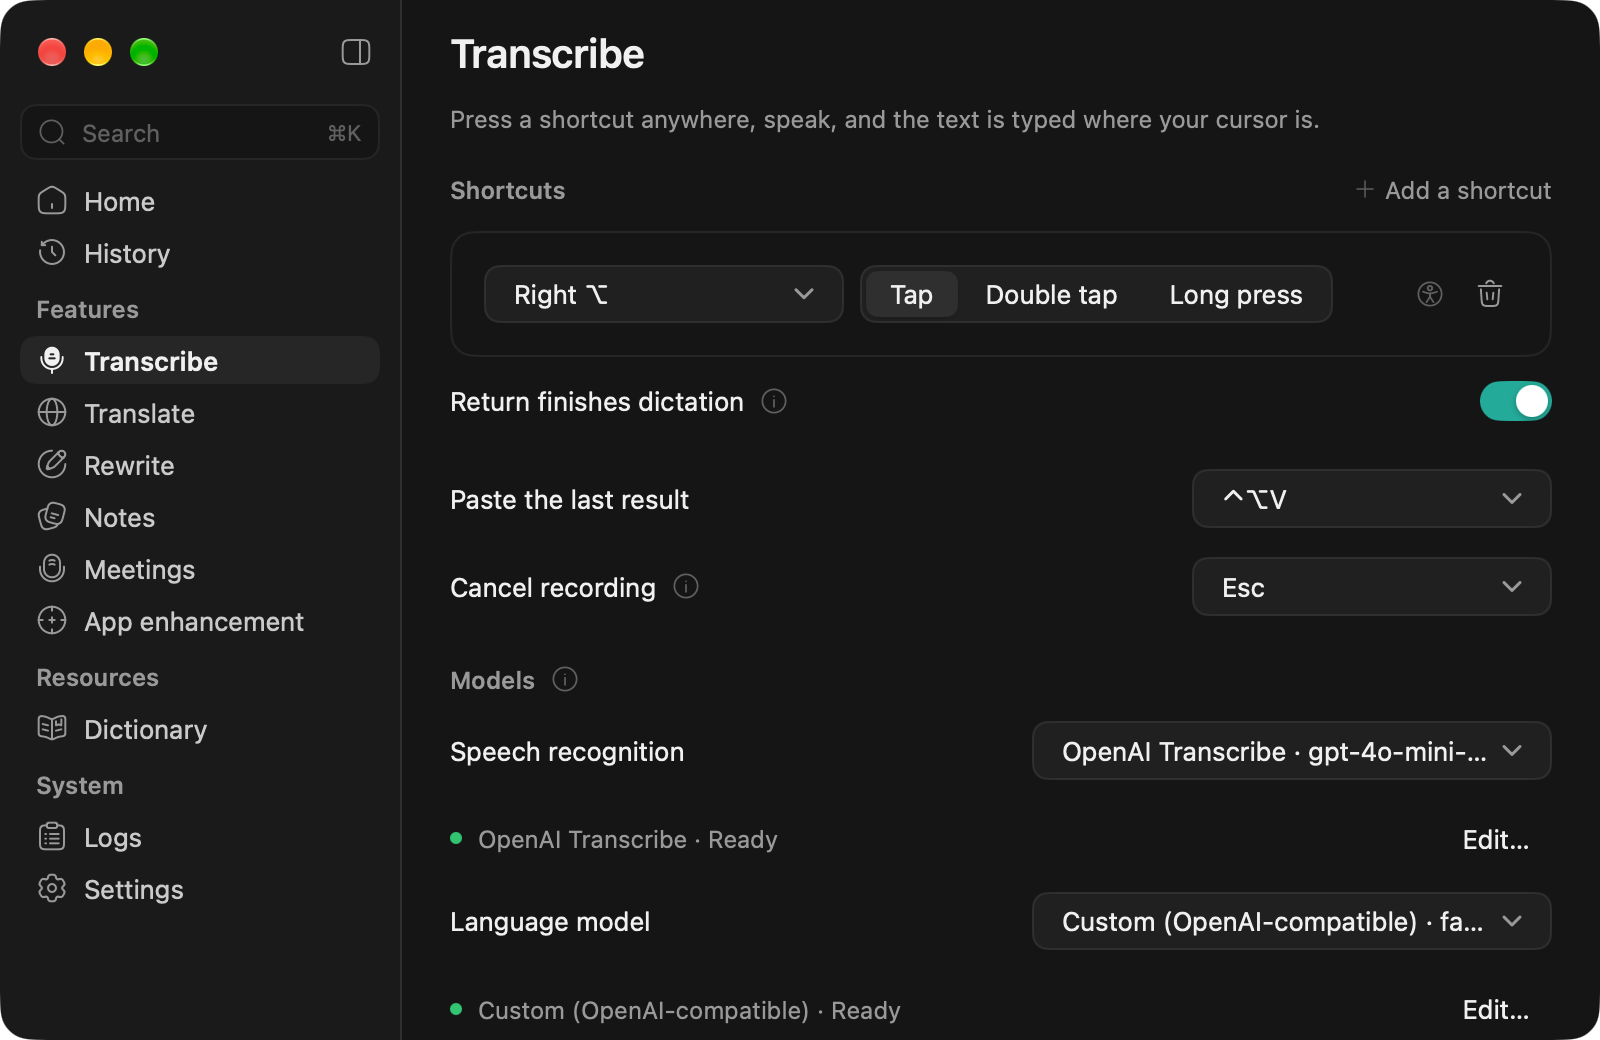 Search ⌘K
Home
History
Features
Transcribe
Translate
Rewrite
Notes
Meetings
App enhancement
Resources
Dictionary
System
Logs
Settings
Transcribe
Press a shortcut anywhere, speak, and the text is typed where your cursor is.
Shortcuts + Add a shortcut
Right ⌥ Tap Double tap Long press
Return finishes dictation
Paste the last result ^⌥V
Cancel recording Esc
Models
Speech recognition OpenAI Transcribe · gpt-4o-mini-...
OpenAI Transcribe · Ready Edit...
Language model Custom (OpenAI-compatible) · fa...
Custom (OpenAI-compatible) · Ready Edit...